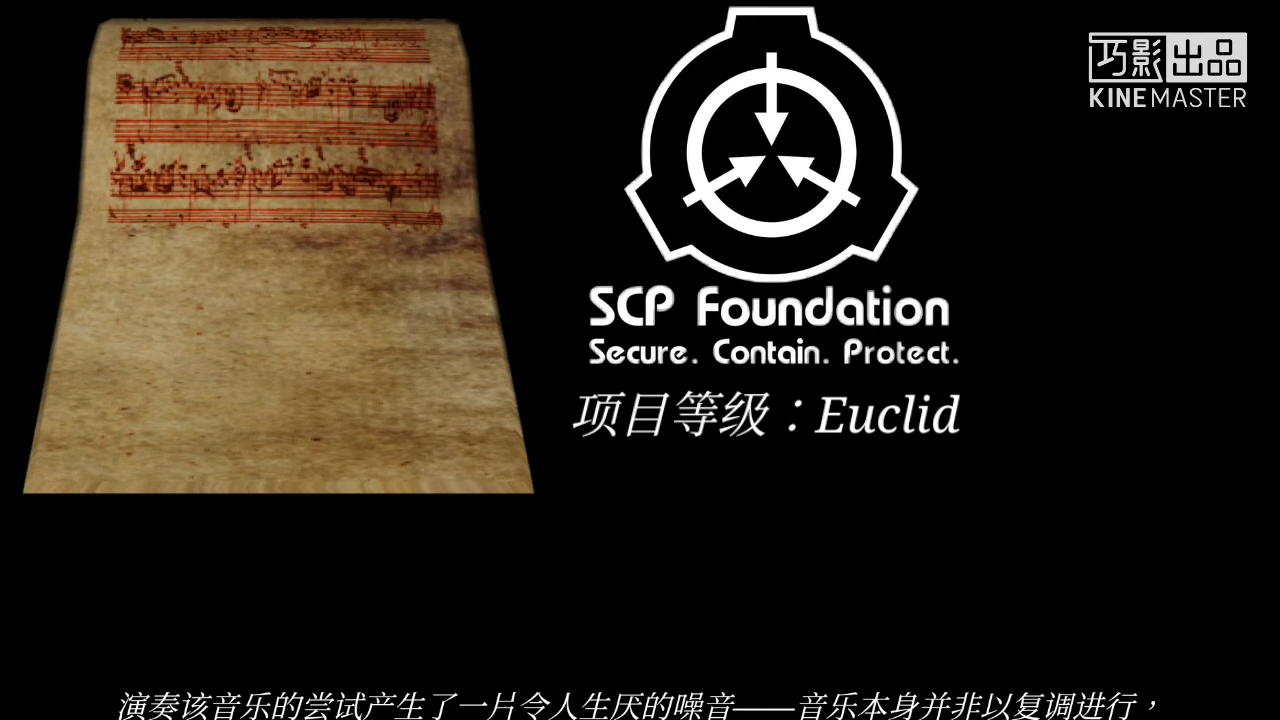 巧影出品
KINEMASTER
SCP Foundation
Secure. Contain. Protect.
项目等级：Euclid
演奏该音乐的尝试产生了一片令人生厌的噪音——音乐本身并非以复调进行，